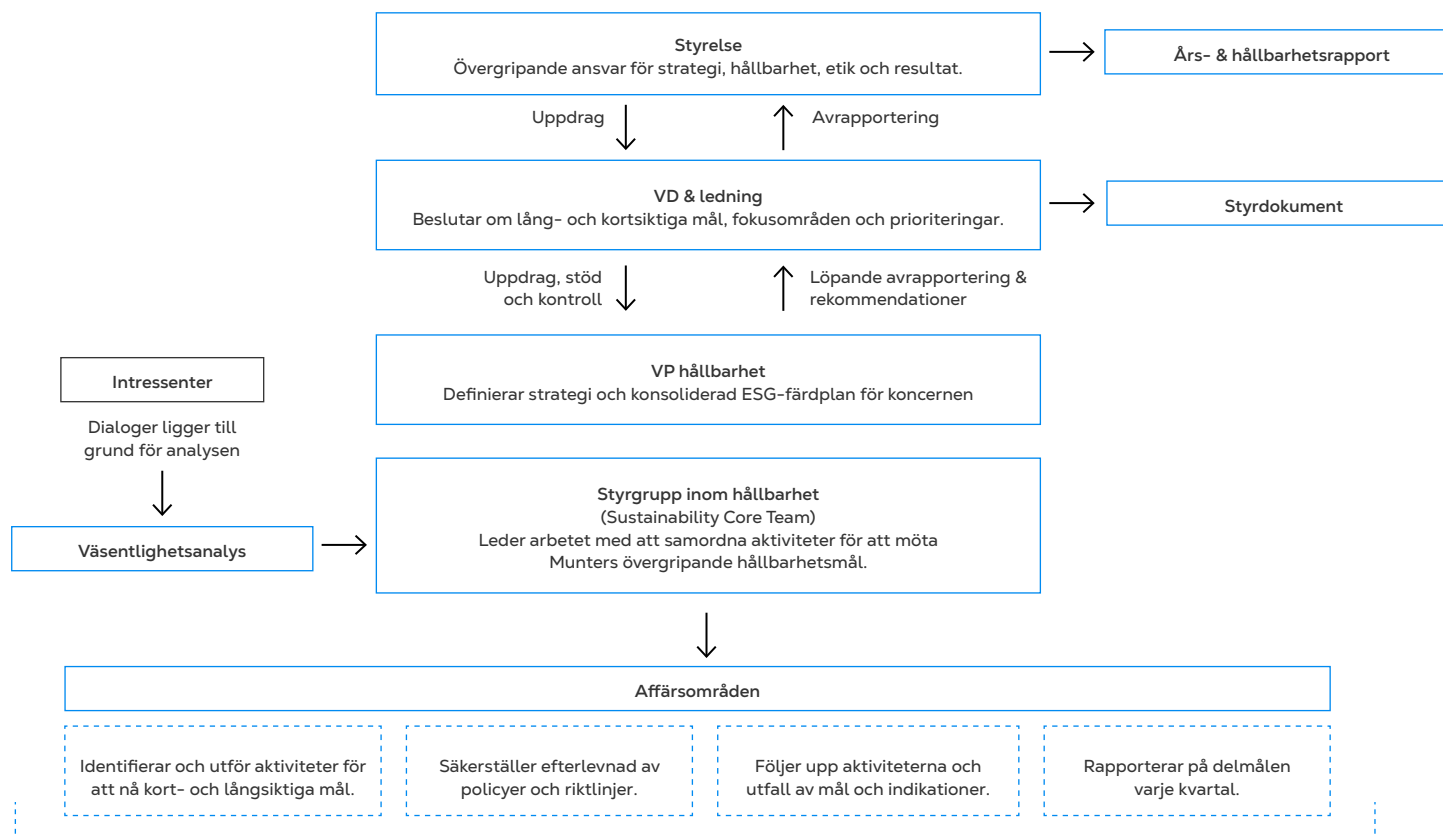 Styrelse
Övergripande ansvar för strategi, hållbarhet, etik och resultat.
Års- & hållbarhetsrapport
Uppdrag
Avrapportering
VD & ledning
Beslutar om lång- och kortsiktiga mål, fokusområden och prioriteringar.
Styrdokument
Uppdrag, stöd
och kontroll
Löpande avrapportering &
rekommendationer
VP hållbarhet
Definierar strategi och konsoliderad ESG-färdplan för koncernen
Intressenter
Dialoger ligger till
grund för analysen
Väsentlighetsanalys
Styrgrupp inom hållbarhet
(Sustainability Core Team)
Leder arbetet med att samordna aktiviteter för att möta
Munters övergripande hållbarhetsmål.
Affärsområden
Identifierar och utför aktiviteter för
att nå kort- och långsiktiga mål.
Säkerställer efterlevnad av
policyer och riktlinjer.
Följer upp aktiviteterna och
utfall av mål och indikationer.
Rapporterar på delmålen
varje kvartal.